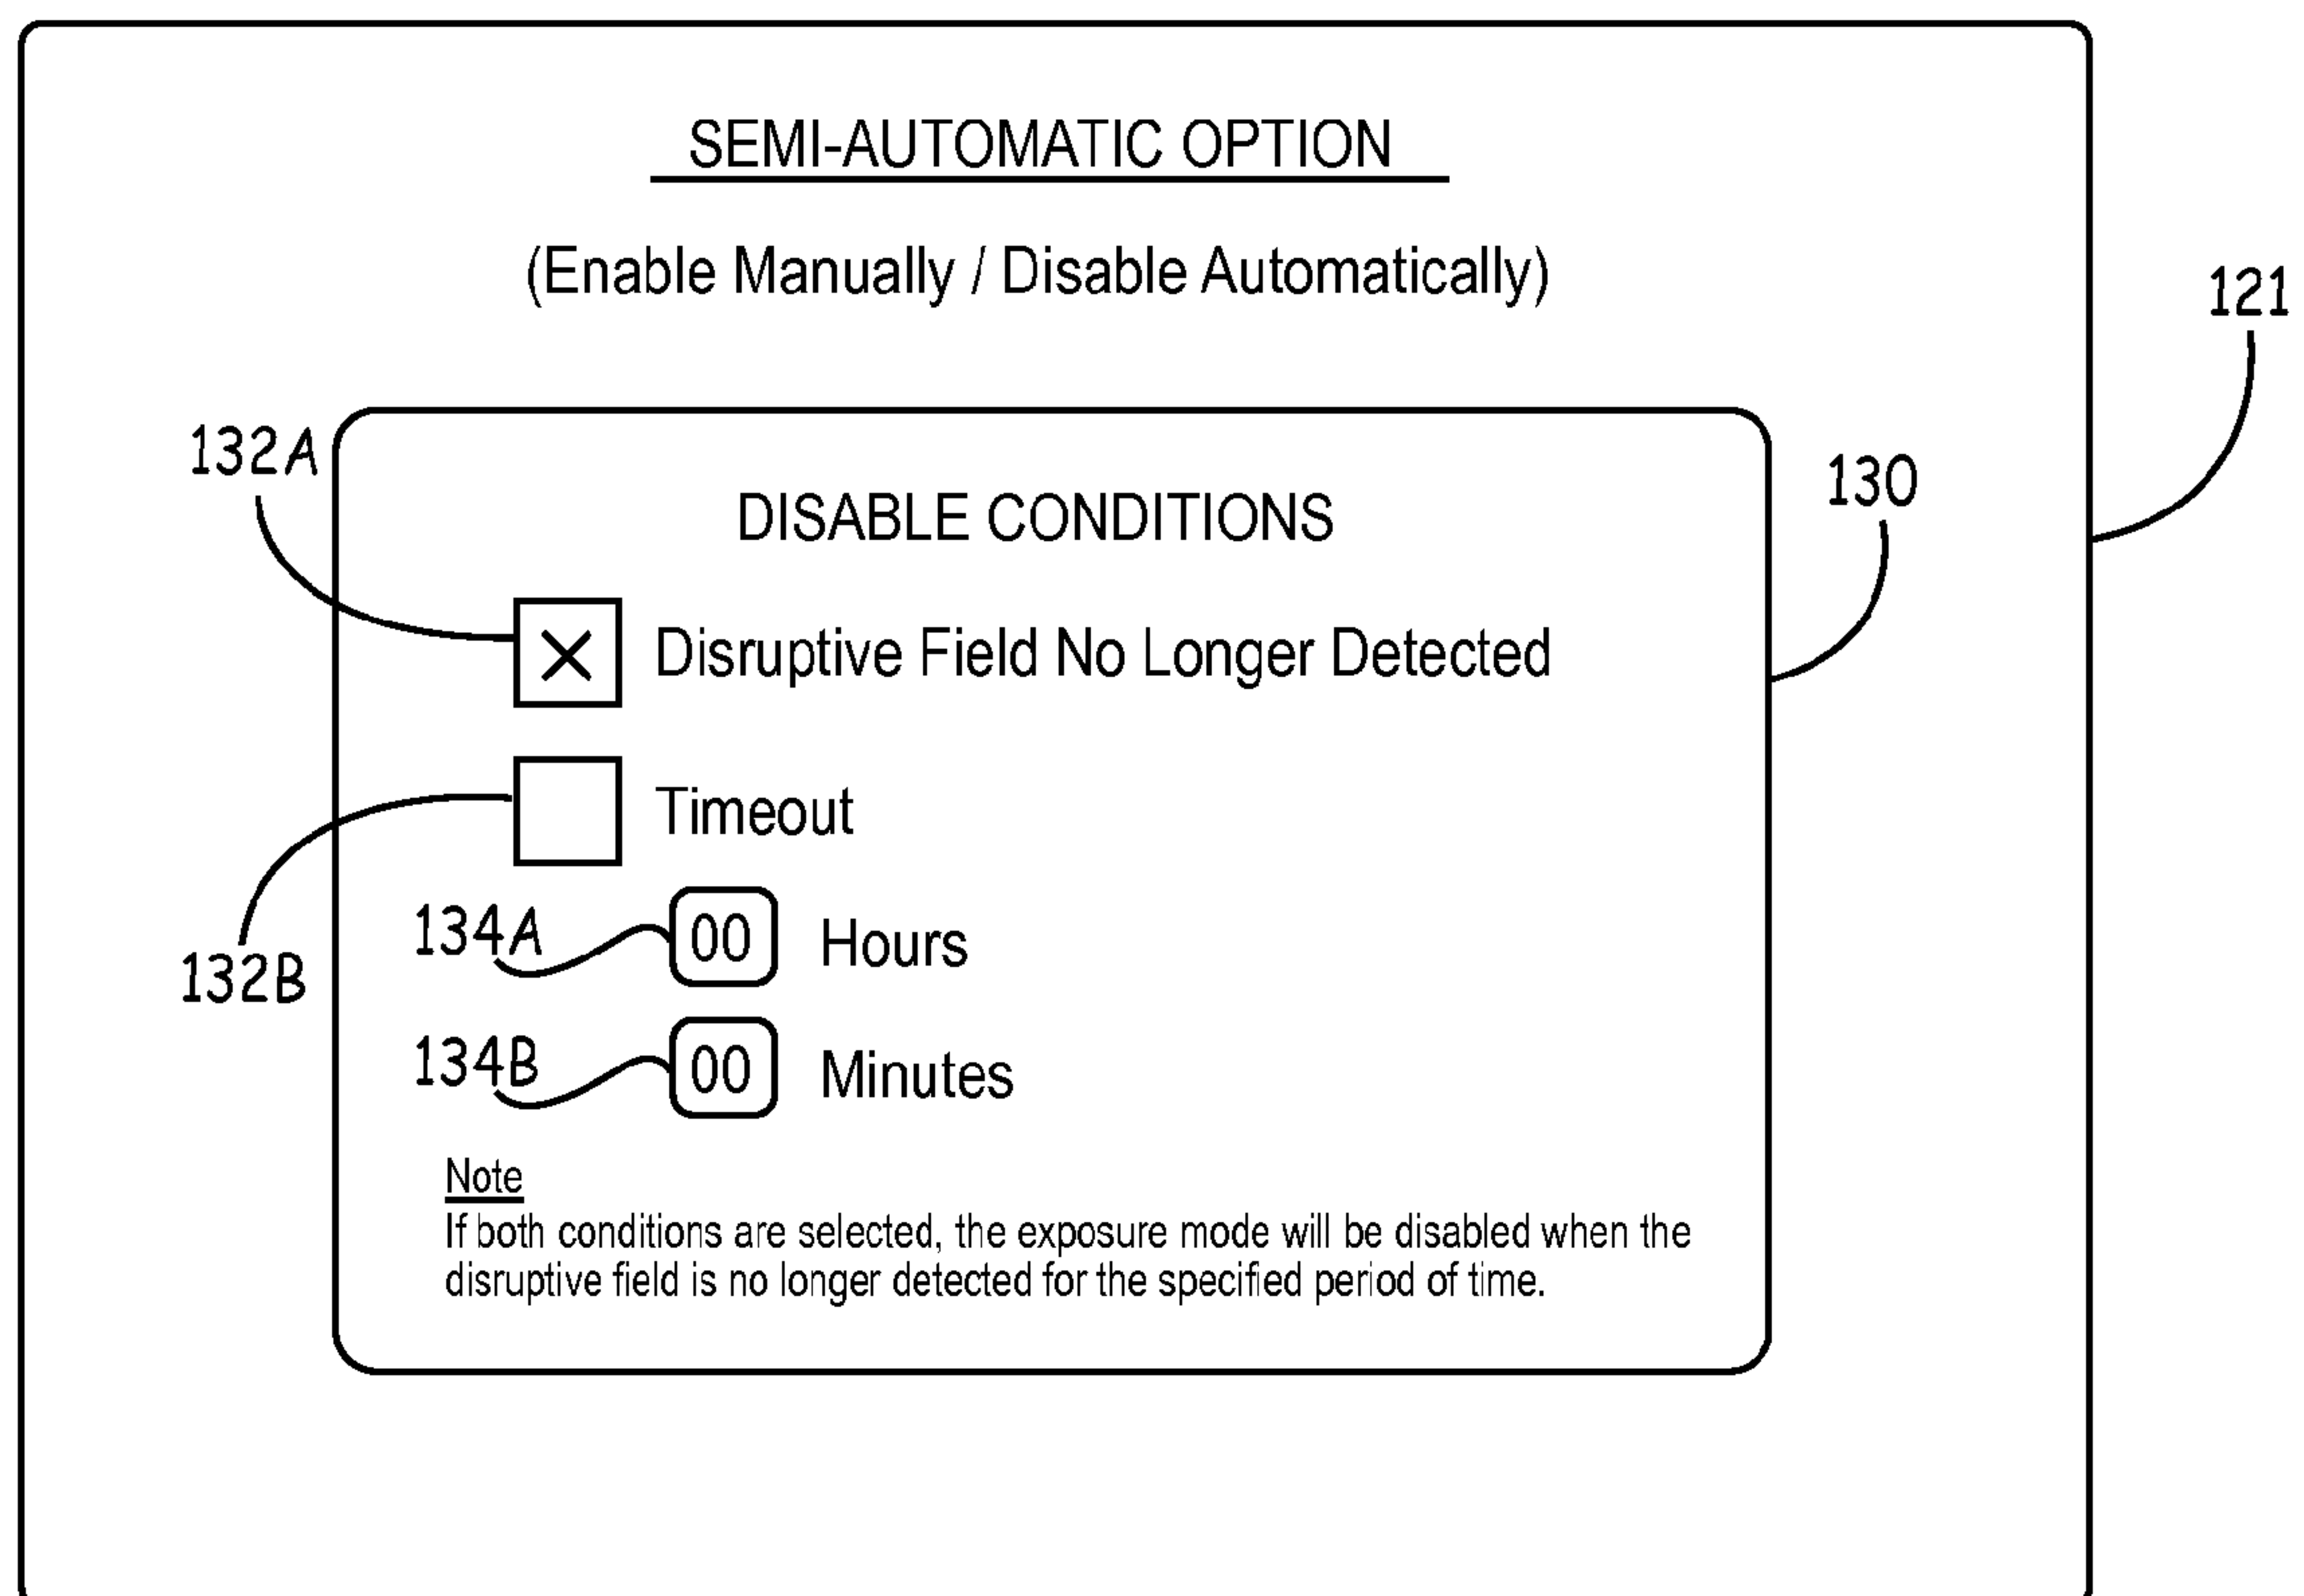 SEMI-AUTOMATIC OPTION
(Enable Manually / Disable Automatically)
121
132A
130
DISABLE CONDITIONS
× Disruptive Field No Longer Detected
Timeout
134A 00 Hours
132B
134B 00 Minutes
Note
If both conditions are selected, the exposure mode will be disabled when the
disruptive field is no longer detected for the specified period of time.